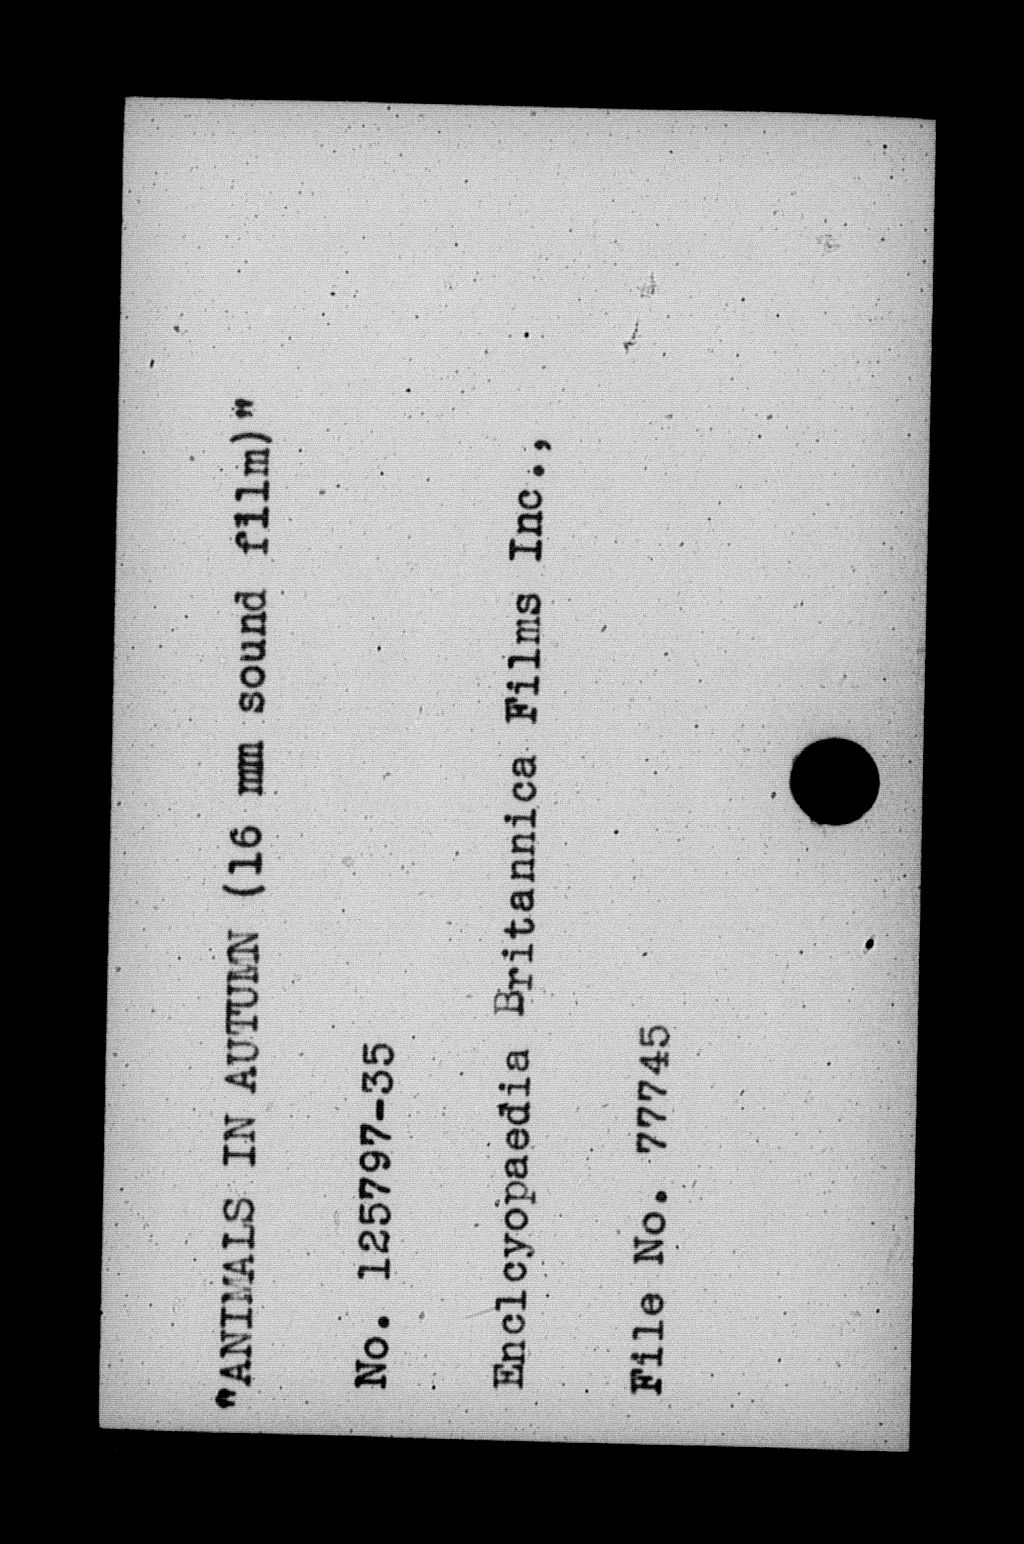 "ANIMALS IN AUTUMN (16 mm sound film)"
No. 125797-35
Enclcyopaedia Britannica Films Inc.,
File No. 77745